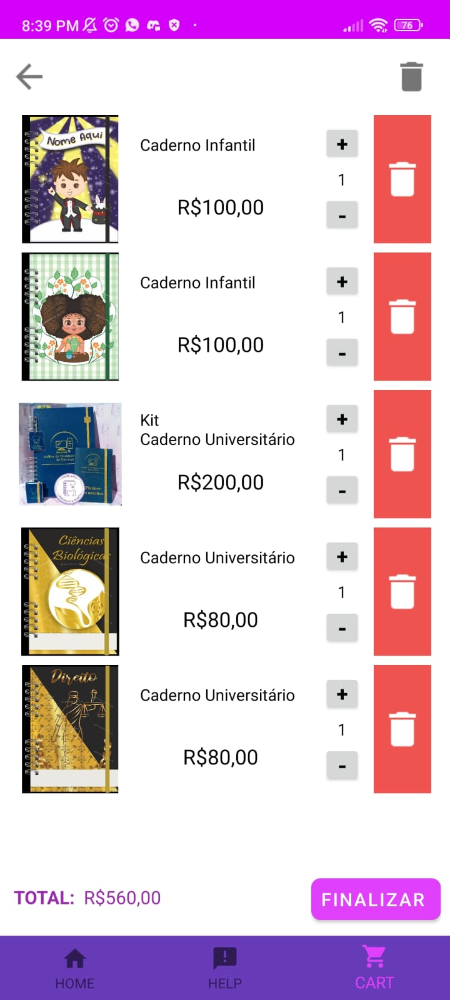 8:39 PM
76
Nome Aqui
Caderno Infantil
+
1
R$100,00
-
Caderno Infantil
+
1
R$100,00
-
Kit
Caderno Universitário
+
1
R$200,00
-
Planner
Ciências
Biológicas
Caderno Universitário
+
1
R$80,00
-
Direito
Caderno Universitário
+
1
R$80,00
-
TOTAL: R$560,00
FINALIZAR
HOME
HELP
CART